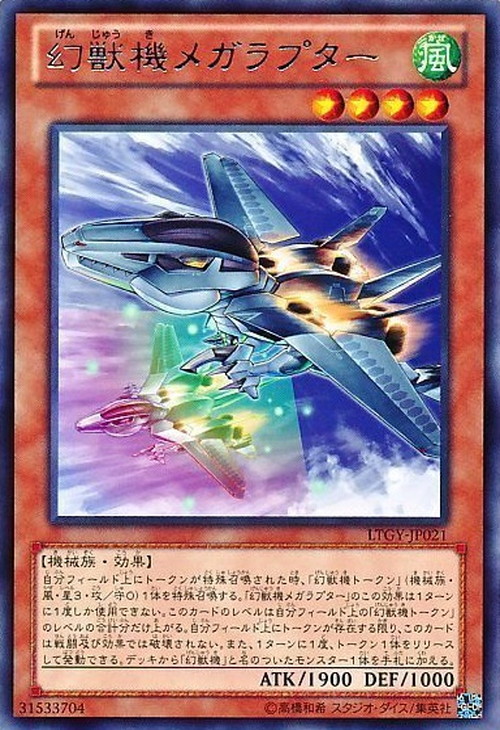 げん じゅう き
幻獣機メガラプター
かぜ
風
LTGY-JP021
【機械族・効果】
自分フィールド上にトークンが特殊召喚された時、「幻獣機トークン」(機械族・
風・星3・攻/守0)1体を特殊召喚する。「幻獣機メガラプター」のこの効果は1ターン
に1度しか使用できない。このカードのレベルは自分フィールド上の「幻獣機トークン」
のレベルの合計分だけ上がる。自分フィールド上にトークンが存在する限り、このカード
は戦闘及び効果では破壊されない。また、1ターンに1度、トークン1体をリリース
して発動できる。デッキから「幻獣機」と名のついたモンスター1体を手札に加える。
ATK/1900 DEF/1000
31533704
©高橋和希 スタジオ・ダイス/集英社